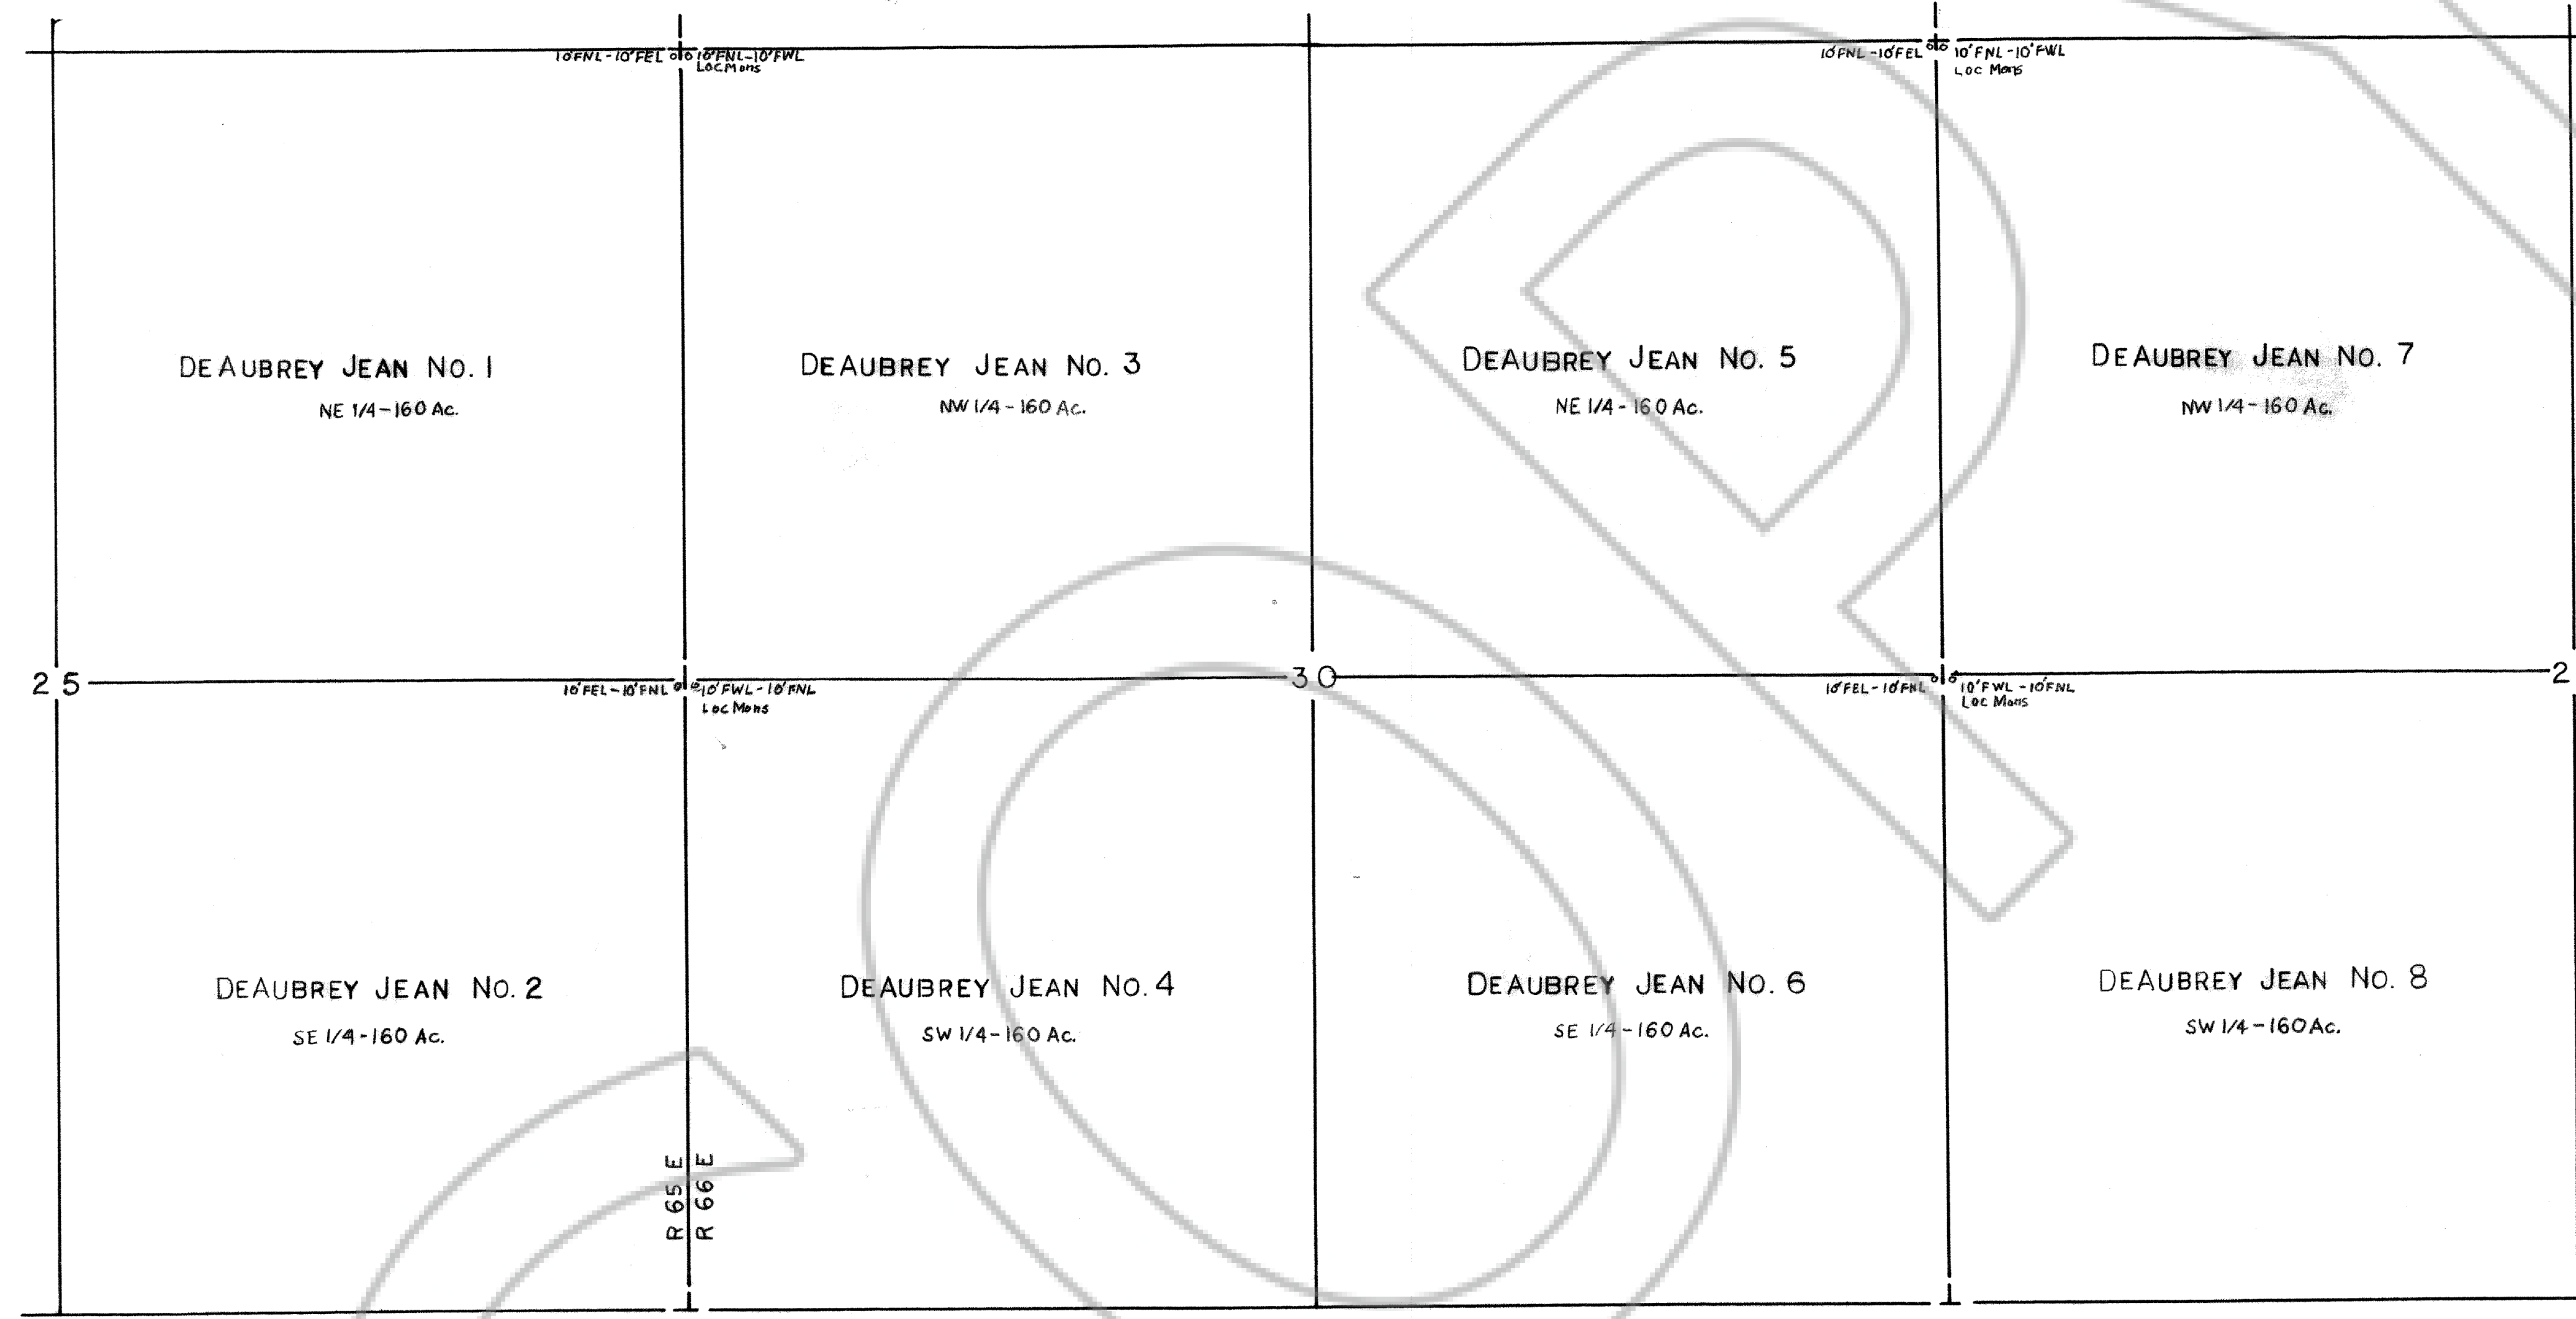 10'FNL-10'FEL 10'FNL-10'FWL
Loc Mons
10'FNL-10'FEL 10'FNL-10'FWL
Loc Mons
DEAUBREY JEAN NO. 1
NE 1/4-160 Ac.
DEAUBREY JEAN NO. 3
NW 1/4-160 Ac.
DEAUBREY JEAN NO. 5
NE 1/4-160 Ac.
DEAUBREY JEAN NO. 7
NW 1/4-160 Ac.
25
10'FEL-10'FNL 10'FWL-10'FNL
Loc Mons
30
10'FEL-10'FNL 10'FWL-10'FNL
Loc Mons
2
DEAUBREY JEAN NO. 2
SE 1/4-160 Ac.
DEAUBREY JEAN NO. 4
SW 1/4-160 Ac.
DEAUBREY JEAN NO. 6
SE 1/4-160 Ac.
DEAUBREY JEAN NO. 8
SW 1/4-160 Ac.
R 65 E
R 66 E